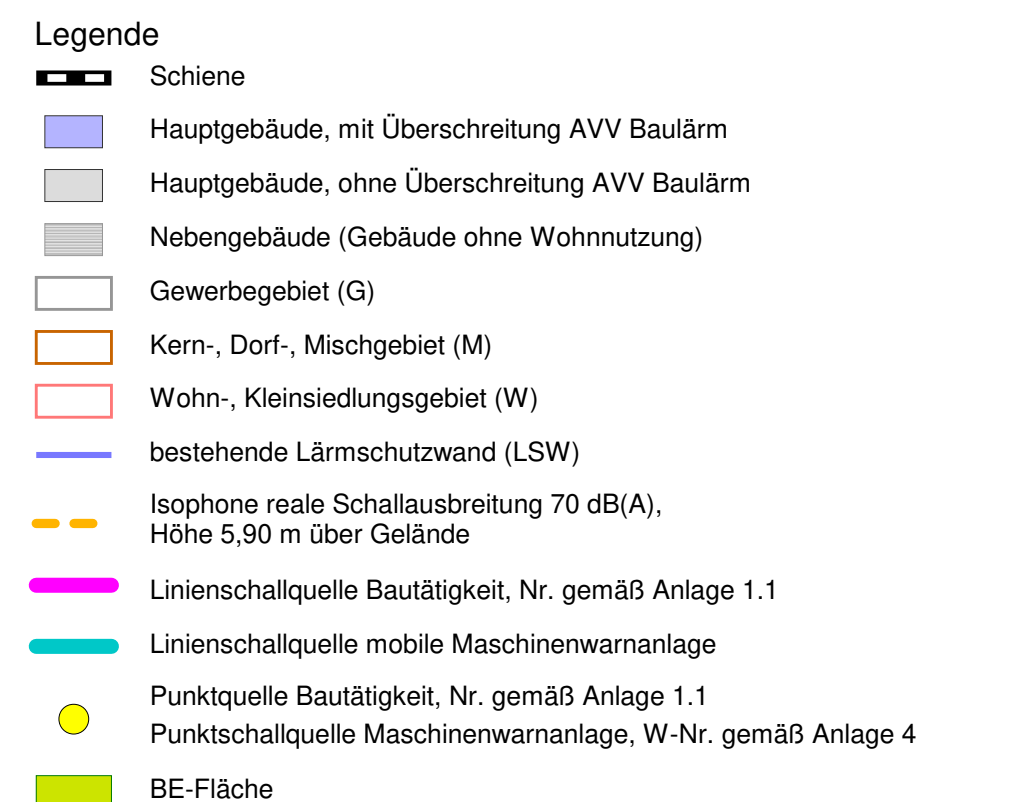 Legende
Schiene
Hauptgebäude, mit Überschreitung AVV Baulärm
Hauptgebäude, ohne Überschreitung AVV Baulärm
Nebengebäude (Gebäude ohne Wohnnutzung)
Gewerbegebiet (G)
Kern-, Dorf-, Mischgebiet (M)
Wohn-, Kleinsiedlungsgebiet (W)
bestehende Lärmschutzwand (LSW)
Isophone reale Schallausbreitung 70 dB(A),
Höhe 5,90 m über Gelände
Linienschallquelle Bautätigkeit, Nr. gemäß Anlage 1.1
Linienschallquelle mobile Maschinenwarnanlage
Punktquelle Bautätigkeit, Nr. gemäß Anlage 1.1
Punktschallquelle Maschinenwarnanlage, W-Nr. gemäß Anlage 4
BE-Fläche